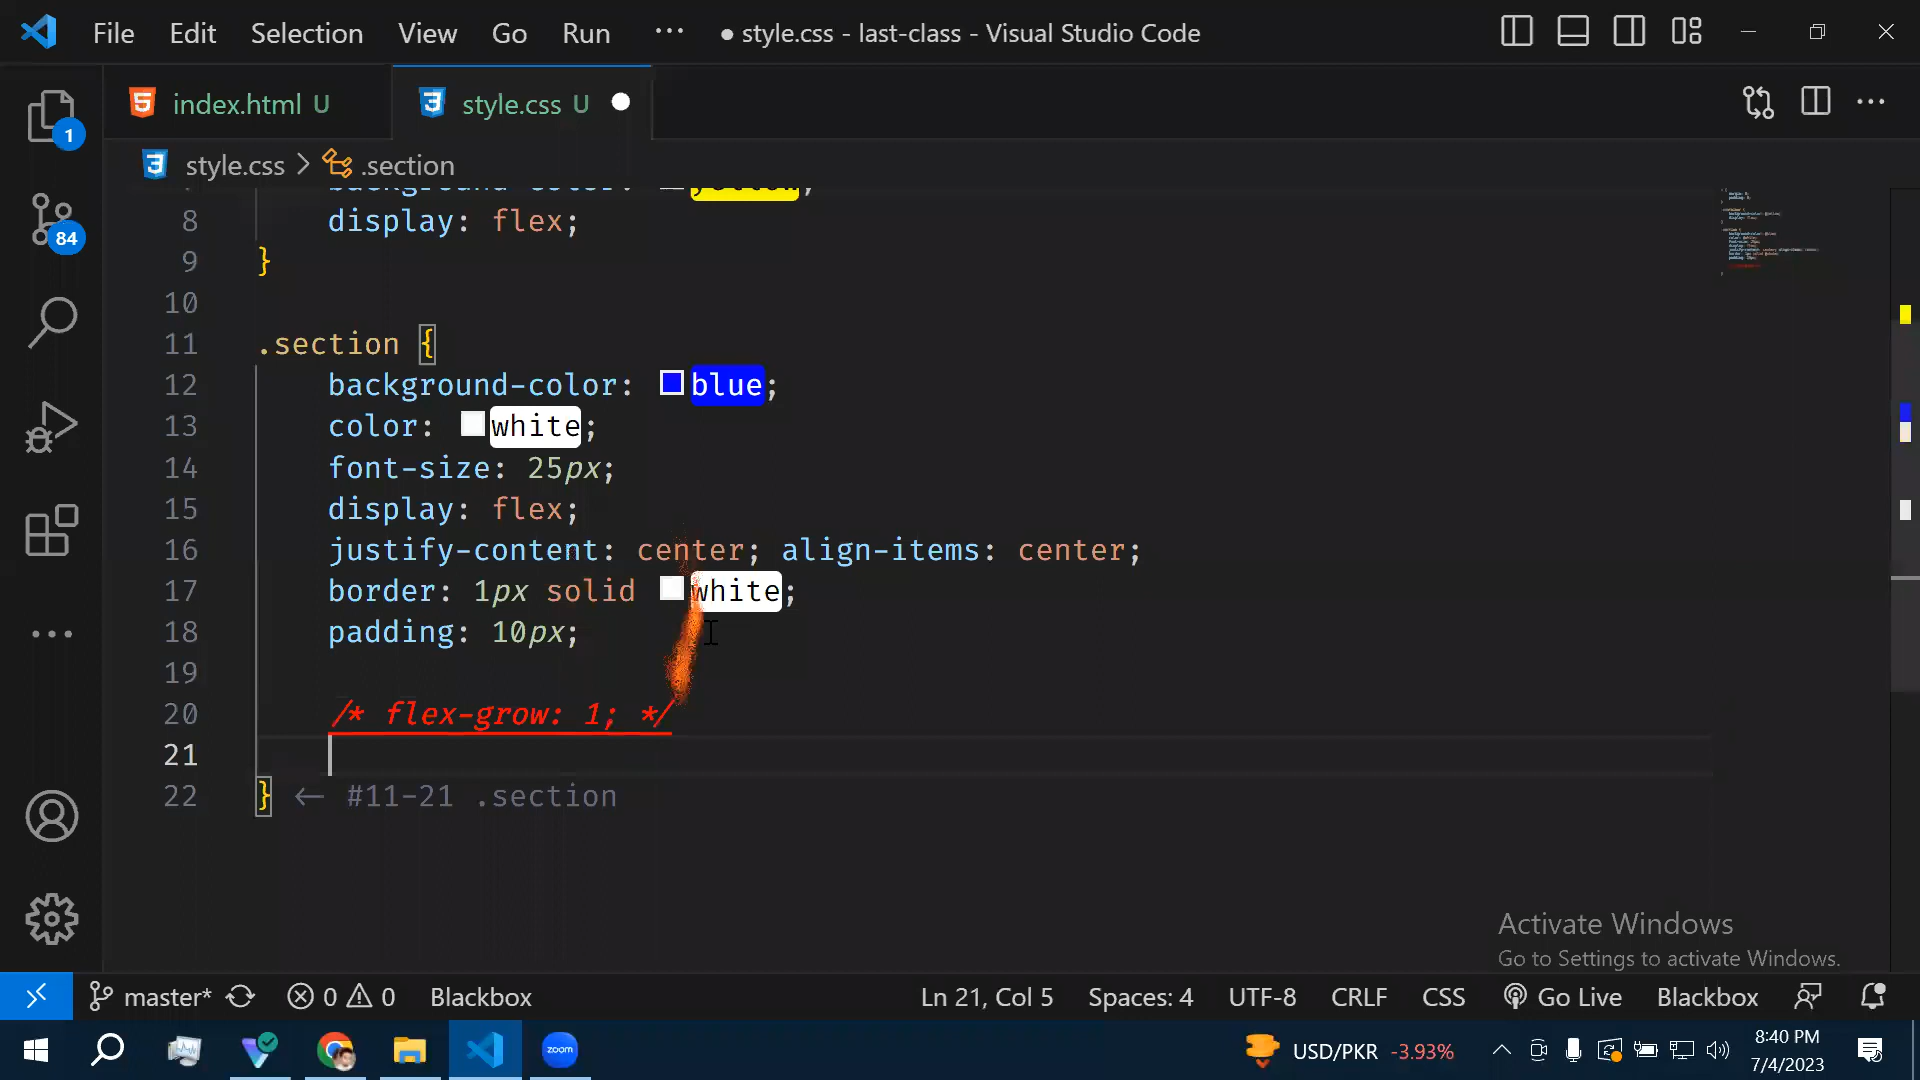 File Edit Selection View Go Run ··· ● style.css - last-class - Visual Studio Code
index.html U style.css U
style.css > .section
8 display: flex;
9 }
10
11 .section {
12 background-color: blue;
13 color: white;
14 font-size: 25px;
15 display: flex;
16 justify-content: center; align-items: center;
17 border: 1px solid white;
18 padding: 10px;
19
20 /* flex-grow: 1; */
21
22 } ← #11-21 .section
1
84
Activate Windows
Go to Settings to activate Windows.
master* 0 0 Blackbox Ln 21, Col 5 Spaces: 4 UTF-8 CRLF CSS Go Live Blackbox
zoom USD/PKR -3.93% 8:40 PM
7/4/2023